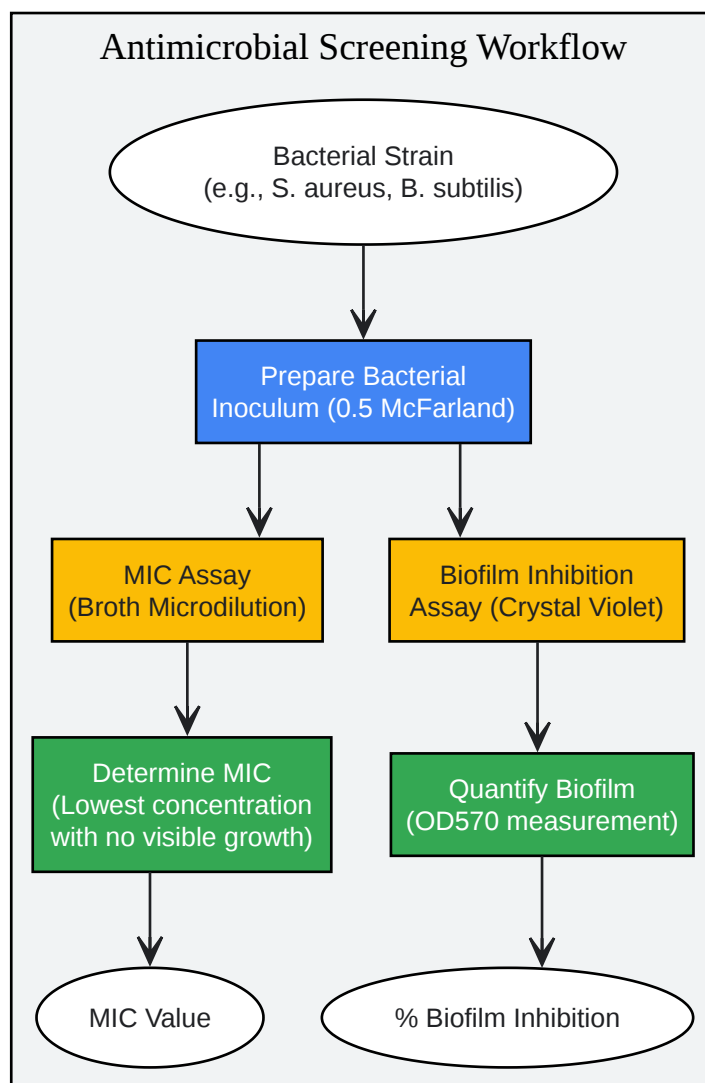 Antimicrobial Screening Workflow
Bacterial Strain
(e.g., S. aureus, B. subtilis)
Prepare Bacterial
Inoculum (0.5 McFarland)
MIC Assay
(Broth Microdilution)
Biofilm Inhibition
Assay (Crystal Violet)
Determine MIC
(Lowest concentration
with no visible growth)
Quantify Biofilm
(OD570 measurement)
MIC Value
% Biofilm Inhibition